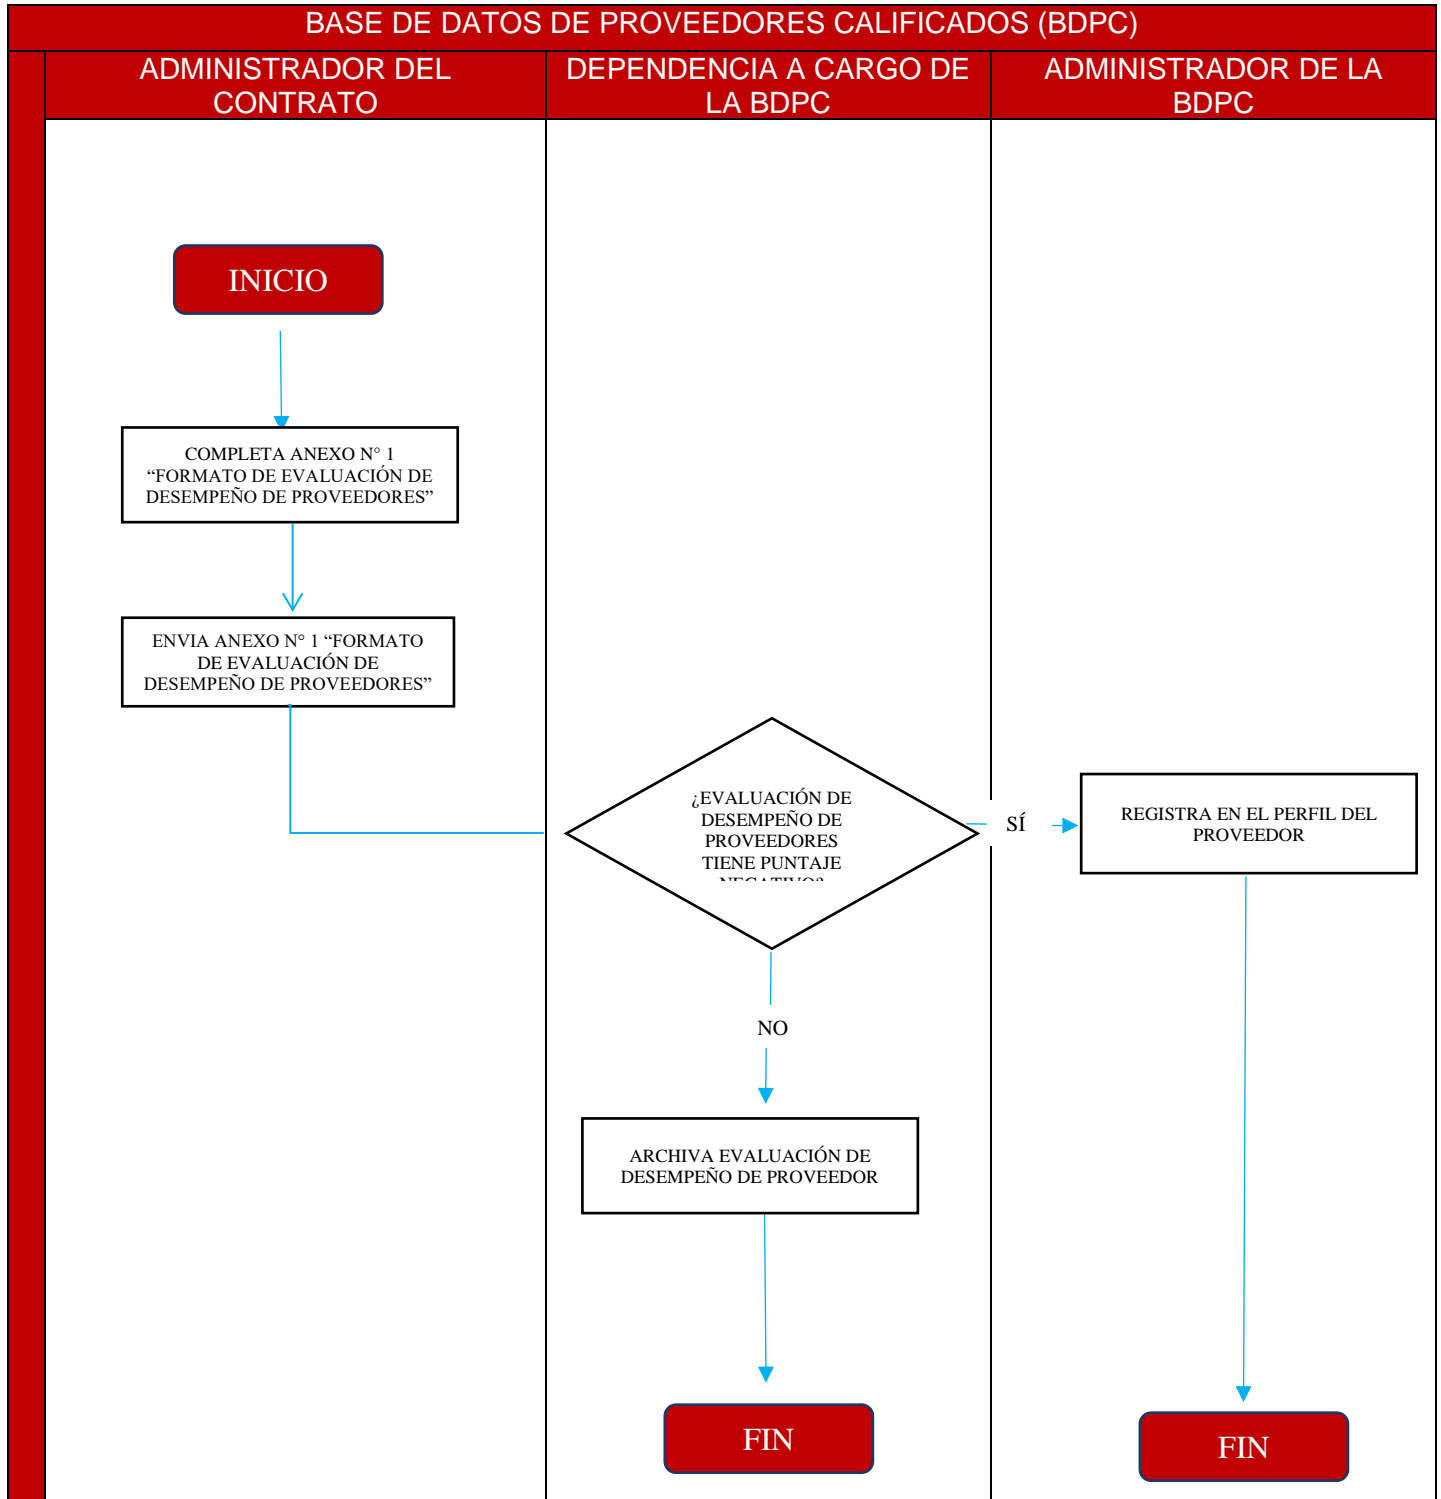 BASE DE DATOS DE PROVEEDORES CALIFICADOS (BDPC)
ADMINISTRADOR DEL
CONTRATO
DEPENDENCIA A CARGO DE
LA BDPC
ADMINISTRADOR DE LA
BDPC
INICIO
COMPLETA ANEXO N° 1
“FORMATO DE EVALUACIÓN DE
DESEMPEÑO DE PROVEEDORES”
ENVIA ANEXO N° 1 “FORMATO
DE EVALUACIÓN DE
DESEMPEÑO DE PROVEEDORES”
¿EVALUACIÓN DE
DESEMPEÑO DE
PROVEEDORES
TIENE PUNTAJE
NEGATIVO?
SÍ
REGISTRA EN EL PERFIL DEL
PROVEEDOR
NO
ARCHIVA EVALUACIÓN DE
DESEMPEÑO DE PROVEEDOR
FIN
FIN